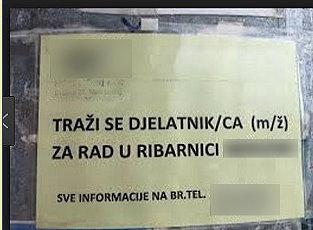 TRAŽI SE DJELATNIK/CA (m/ž)
ZA RAD U RIBARNICI
SVE INFORMACIJE NA BR.TEL.